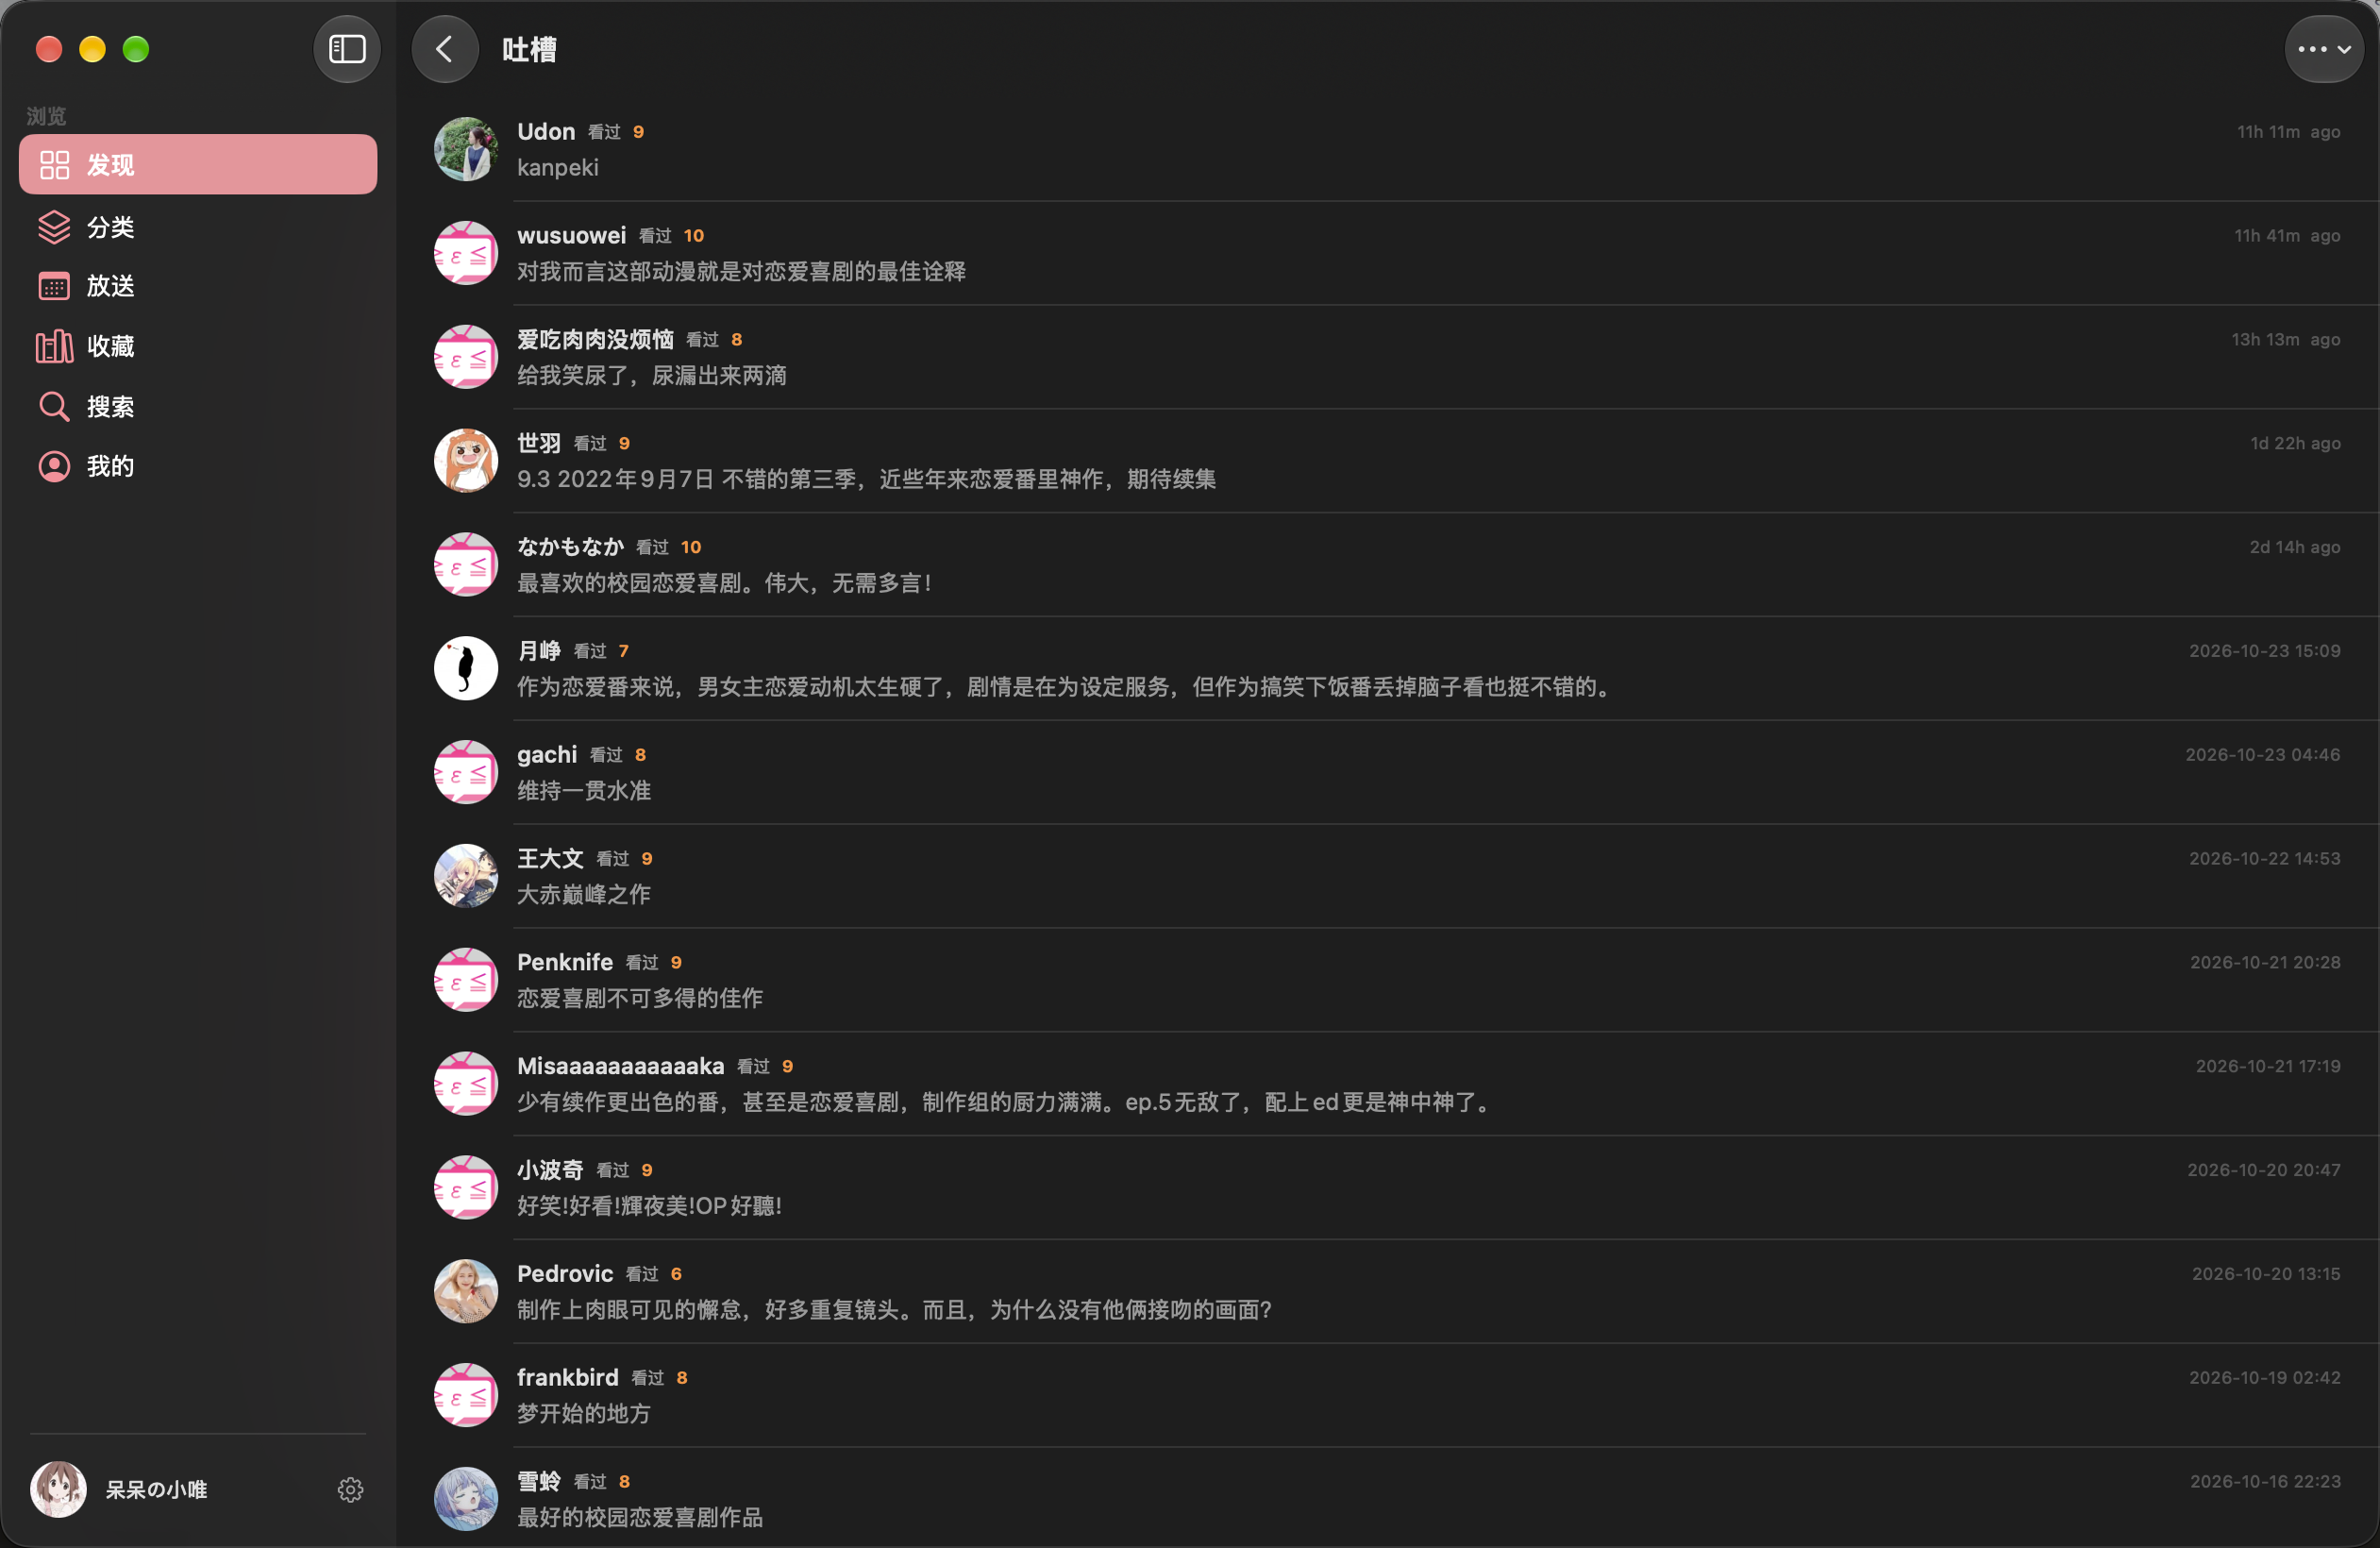 吐槽
浏览
发现
分类
放送
收藏
搜索
我的
呆呆の小唯
Udon 看过 9 11h 11m ago
kanpeki
wusuowei 看过 10 11h 41m ago
对我而言这部动漫就是对恋爱喜剧的最佳诠释
爱吃肉肉没烦恼 看过 8 13h 13m ago
给我笑尿了，尿漏出来两滴
世羽 看过 9 1d 22h ago
9.3 2022年9月7日 不错的第三季，近些年来恋爱番里神作，期待续集
なかもなか 看过 10 2d 14h ago
最喜欢的校园恋爱喜剧。伟大，无需多言！
月峥 看过 7 2026-10-23 15:09
作为恋爱番来说，男女主恋爱动机太生硬了，剧情是在为设定服务，但作为搞笑下饭番丢掉脑子看也挺不错的。
gachi 看过 8 2026-10-23 04:46
维持一贯水准
王大文 看过 9 2026-10-22 14:53
大赤巅峰之作
Penknife 看过 9 2026-10-21 20:28
恋爱喜剧不可多得的佳作
Misaaaaaaaaaaaka 看过 9 2026-10-21 17:19
少有续作更出色的番，甚至是恋爱喜剧，制作组的厨力满满。ep.5无敌了，配上ed更是神中神了。
小波奇 看过 9 2026-10-20 20:47
好笑!好看!輝夜美!OP好聽!
Pedrovic 看过 6 2026-10-20 13:15
制作上肉眼可见的懈怠，好多重复镜头。而且，为什么没有他俩接吻的画面？
frankbird 看过 8 2026-10-19 02:42
梦开始的地方
雪蛉 看过 8 2026-10-16 22:23
最好的校园恋爱喜剧作品